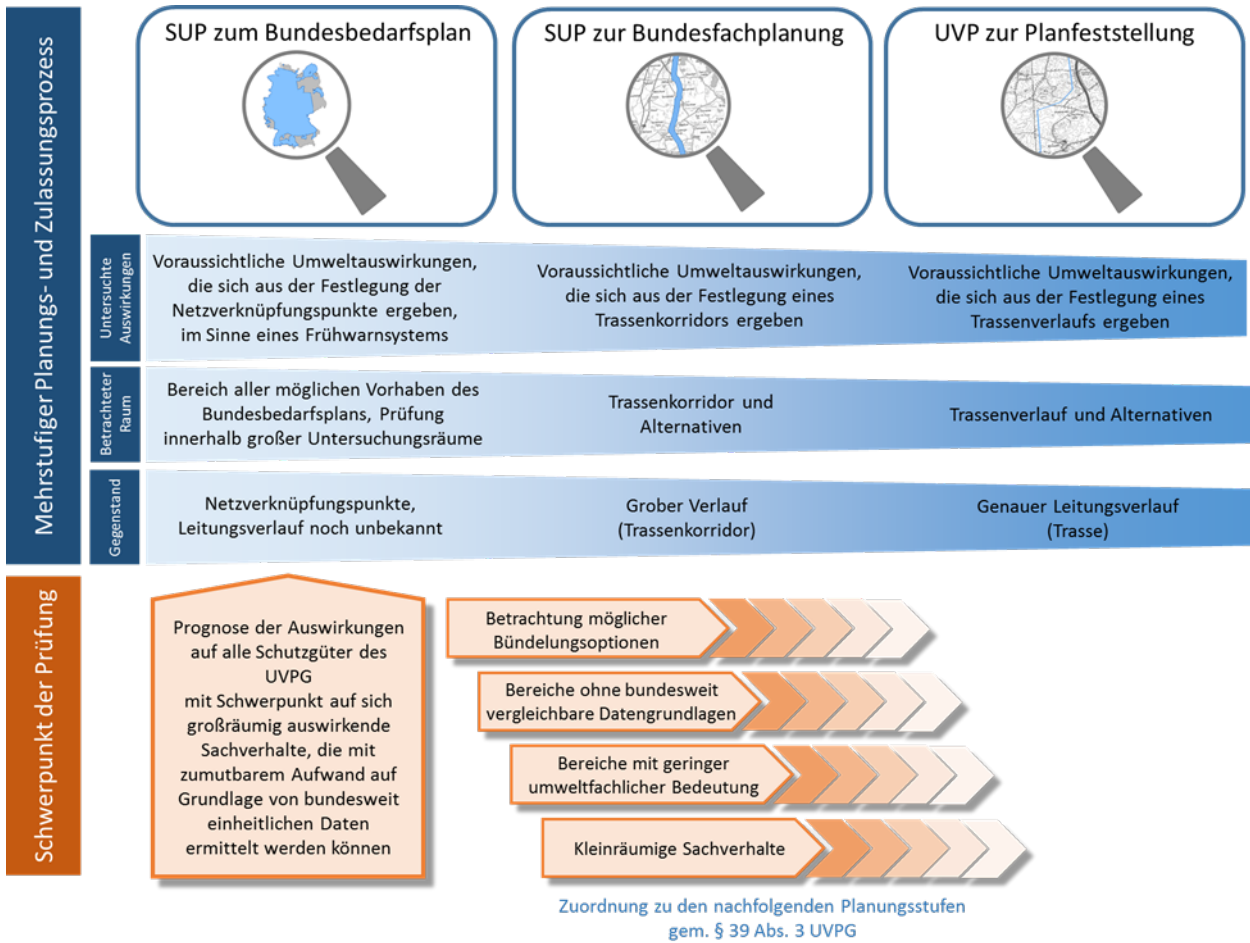 Mehrstufiger Planungs- und Zulassungsprozess
SUP zum Bundesbedarfsplan
SUP zur Bundesfachplanung
UVP zur Planfeststellung
Untersuchte
Auswirkungen
Voraussichtliche Umweltauswirkungen,
die sich aus der Festlegung der
Netzverknüpfungspunkte ergeben,
im Sinne eines Frühwarnsystems
Voraussichtliche Umweltauswirkungen,
die sich aus der Festlegung eines
Trassenkorridors ergeben
Voraussichtliche Umweltauswirkungen,
die sich aus der Festlegung eines
Trassenverlaufs ergeben
Betrachteter
Raum
Bereich aller möglichen Vorhaben des
Bundesbedarfsplans, Prüfung
innerhalb großer Untersuchungsräume
Trassenkorridor und
Alternativen
Trassenverlauf und Alternativen
Gegenstand
Netzverknüpfungspunkte,
Leitungsverlauf noch unbekannt
Grober Verlauf
(Trassenkorridor)
Genauer Leitungsverlauf
(Trasse)
Schwerpunkt der Prüfung
Prognose der Auswirkungen
auf alle Schutzgüter des
UVPG
mit Schwerpunkt auf sich
großräumig auswirkende
Sachverhalte, die mit
zumutbarem Aufwand auf
Grundlage von bundesweit
einheitlichen Daten
ermittelt werden können
Betrachtung möglicher
Bündelungsoptionen
Bereiche ohne bundesweit
vergleichbare Datengrundlagen
Bereiche mit geringer
umweltfachlicher Bedeutung
Kleinräumige Sachverhalte
Zuordnung zu den nachfolgenden Planungsstufen
gem. § 39 Abs. 3 UVPG